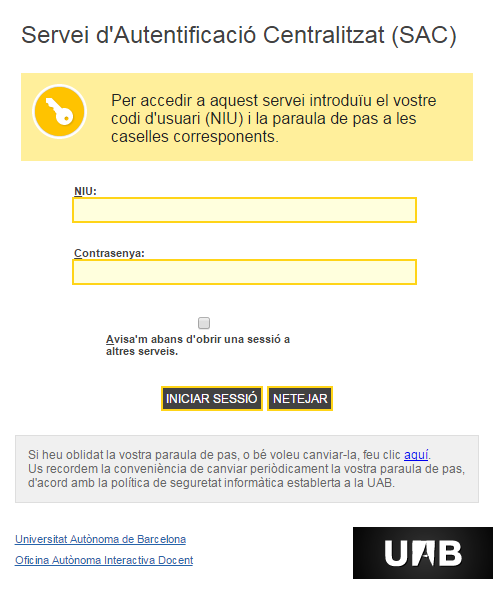 Servei d'Autentificació Centralitzat (SAC)
Per accedir a aquest servei introduïu el vostre
codi d'usuari (NIU) i la paraula de pas a les
caselles corresponents.
NIU:
Contrasenya:
Avisa'm abans d'obrir una sessió a
altres serveis.
INICIAR SESSIÓ NETEJAR
Si heu oblidat la vostra paraula de pas, o bé voleu canviar-la, feu clic aquí.
Us recordem la conveniència de canviar periòdicament la vostra paraula de pas,
d'acord amb la política de seguretat informàtica establerta a la UAB.
Universitat Autònoma de Barcelona
Oficina Autònoma Interactiva Docent
UAB